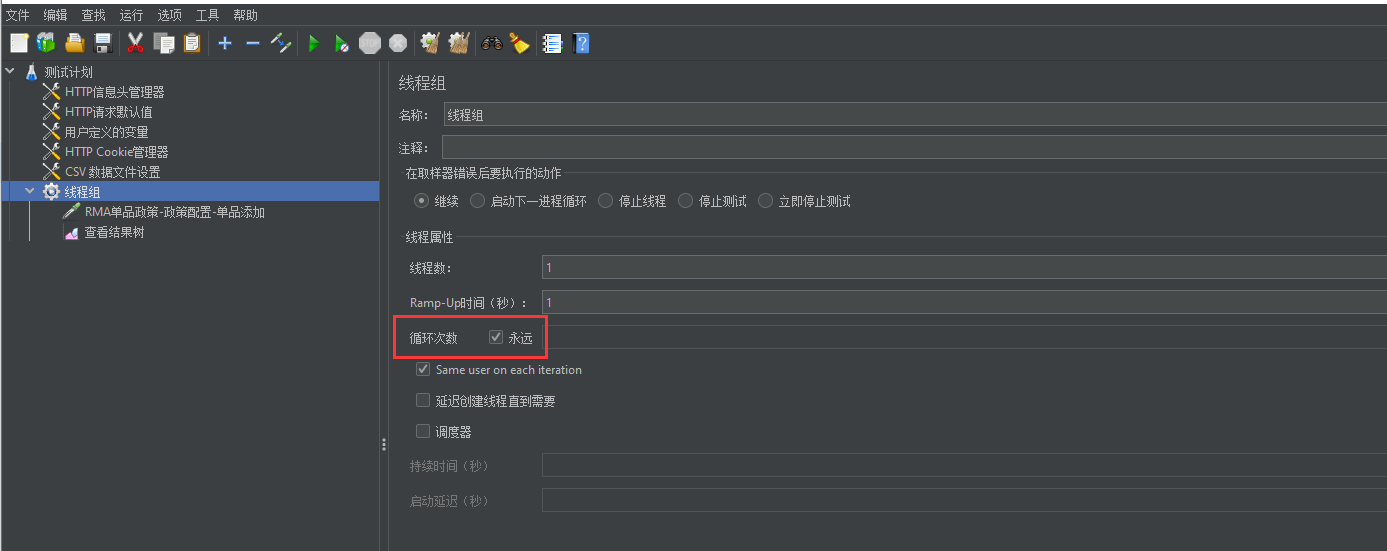 文件 编辑 查找 运行 选项 工具 帮助
STOP
测试计划
HTTP信息头管理器
HTTP请求默认值
用户定义的变量
HTTP Cookie管理器
CSV 数据文件设置
线程组
RMA单品政策-政策配置-单品添加
查看结果树
线程组
名称： 线程组
注释：
在取样器错误后要执行的动作
继续 启动下一进程循环 停止线程 停止测试 立即停止测试
线程属性
线程数： 1
Ramp-Up时间（秒）： 1
循环次数 永远
Same user on each iteration
延迟创建线程直到需要
调度器
持续时间（秒）
启动延迟（秒）